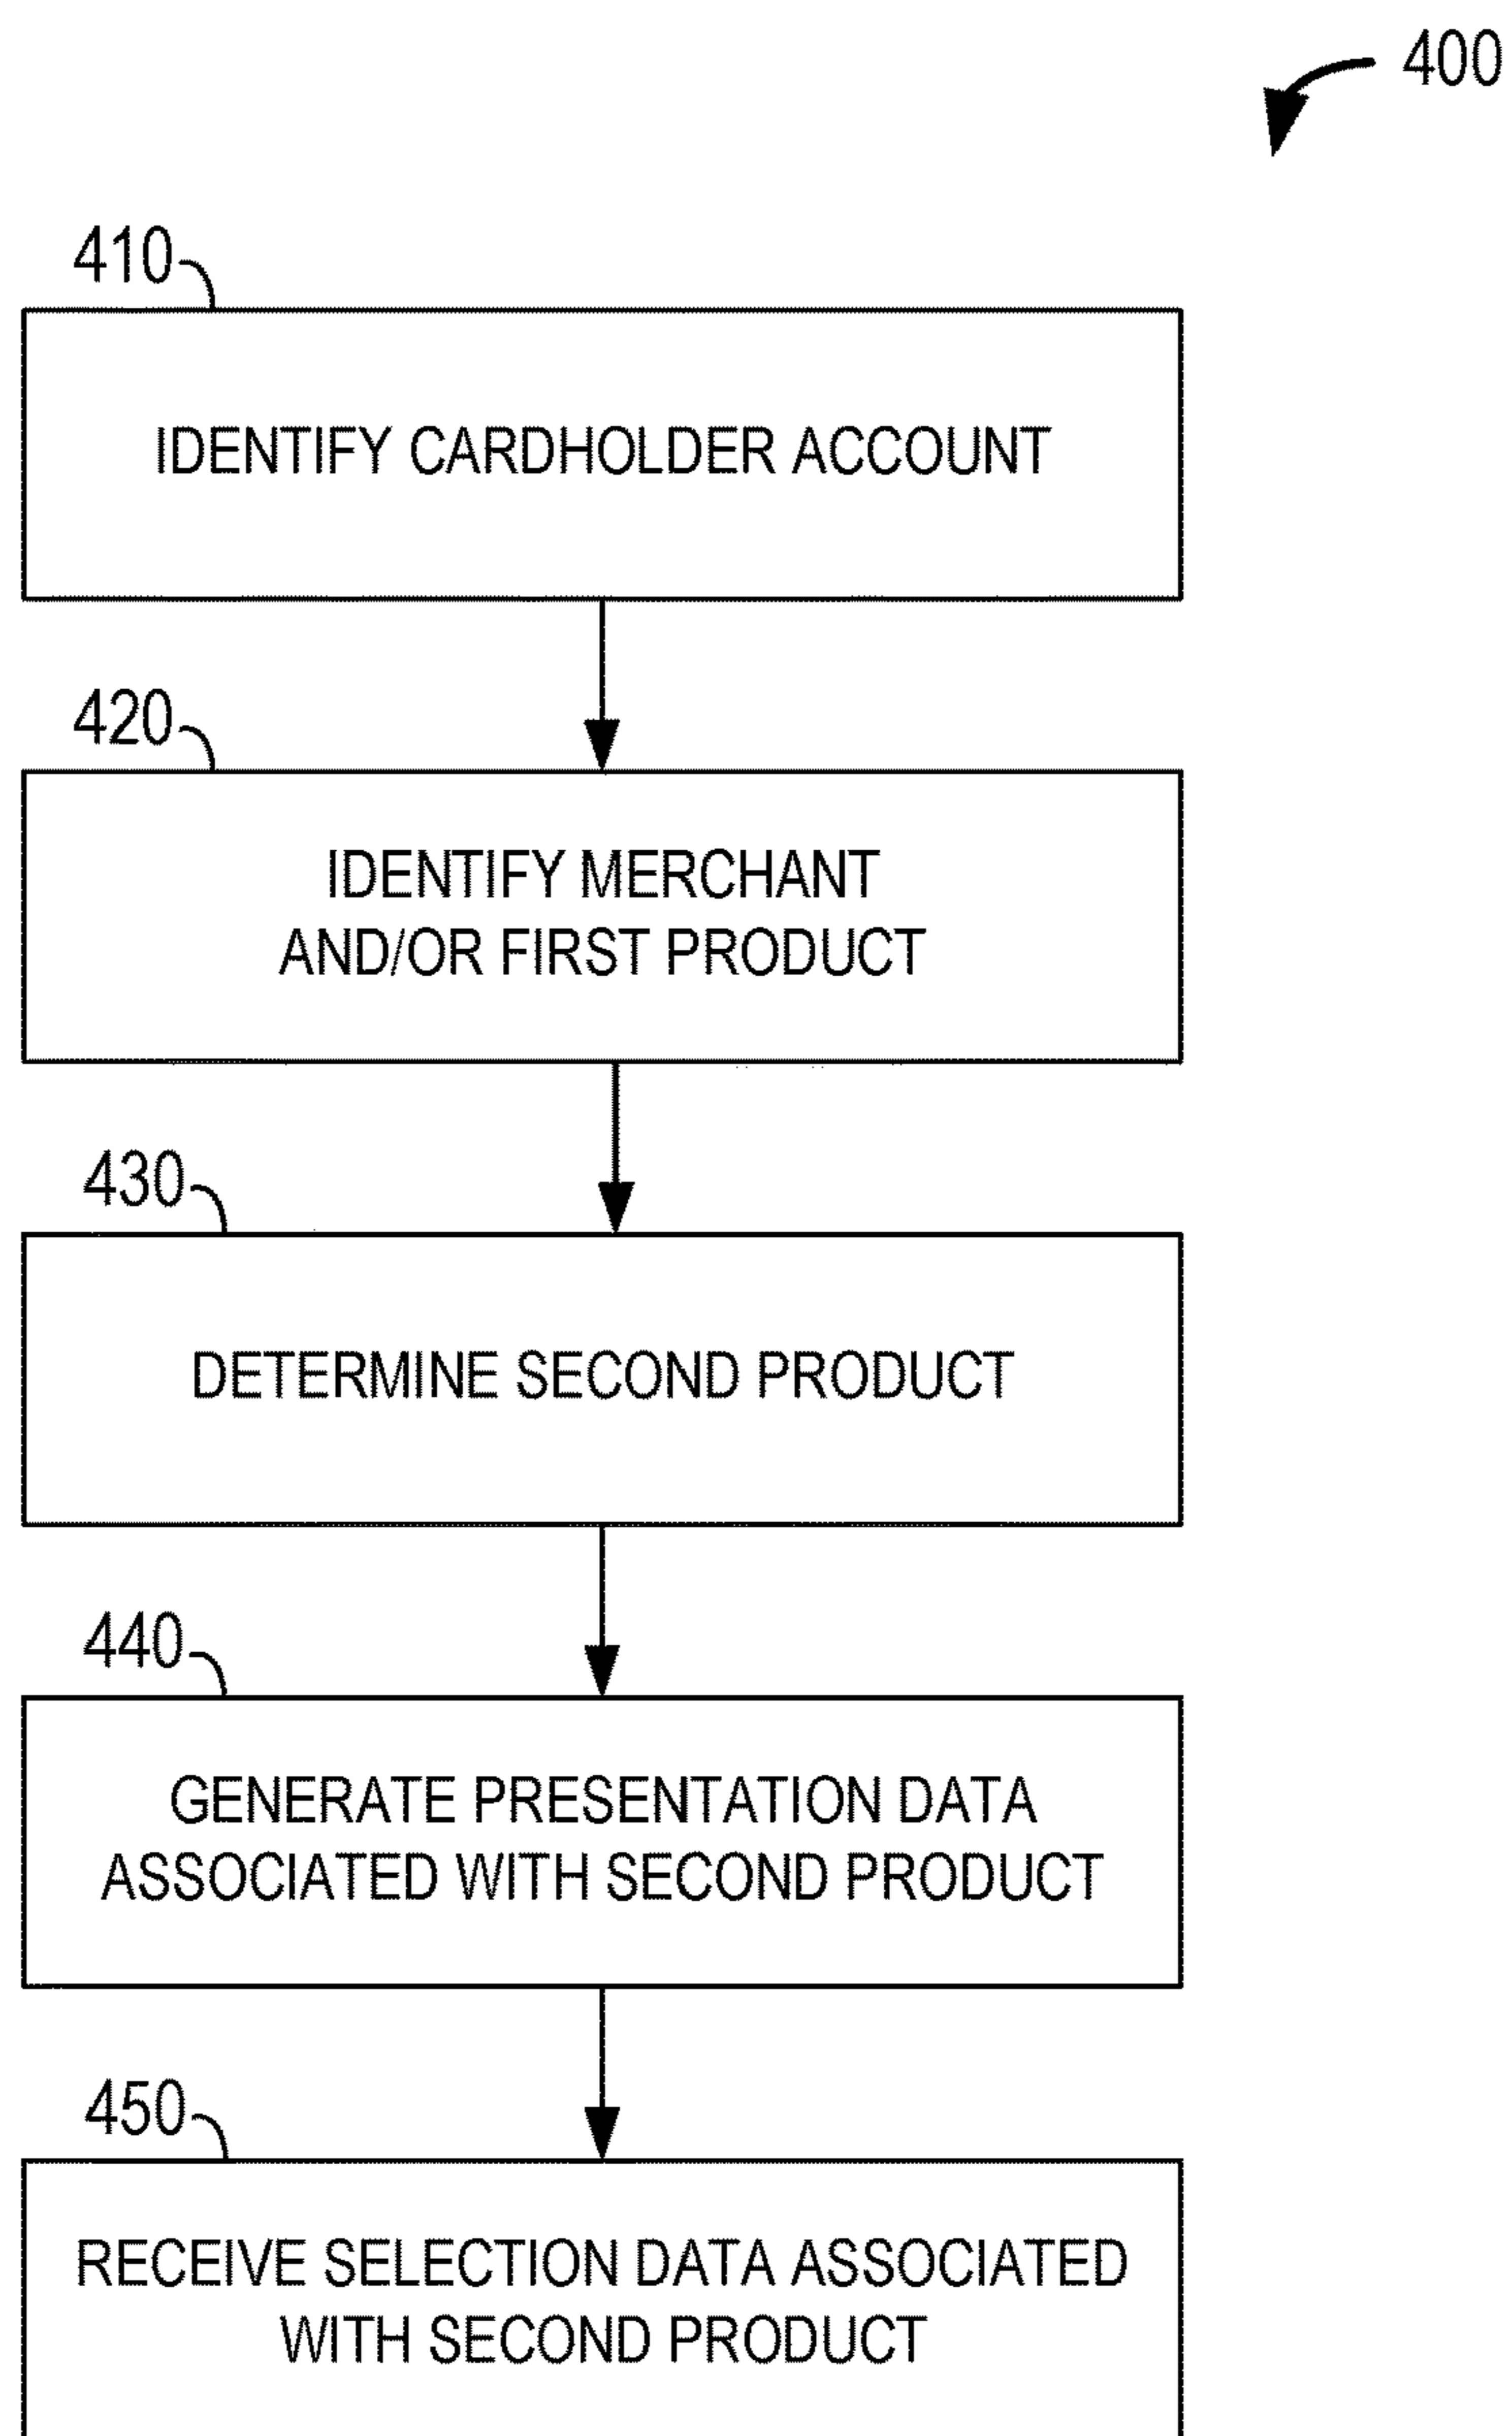 400
410
IDENTIFY CARDHOLDER ACCOUNT
420
IDENTIFY MERCHANT
AND/OR FIRST PRODUCT
430
DETERMINE SECOND PRODUCT
440
GENERATE PRESENTATION DATA
ASSOCIATED WITH SECOND PRODUCT
450
RECEIVE SELECTION DATA ASSOCIATED
WITH SECOND PRODUCT